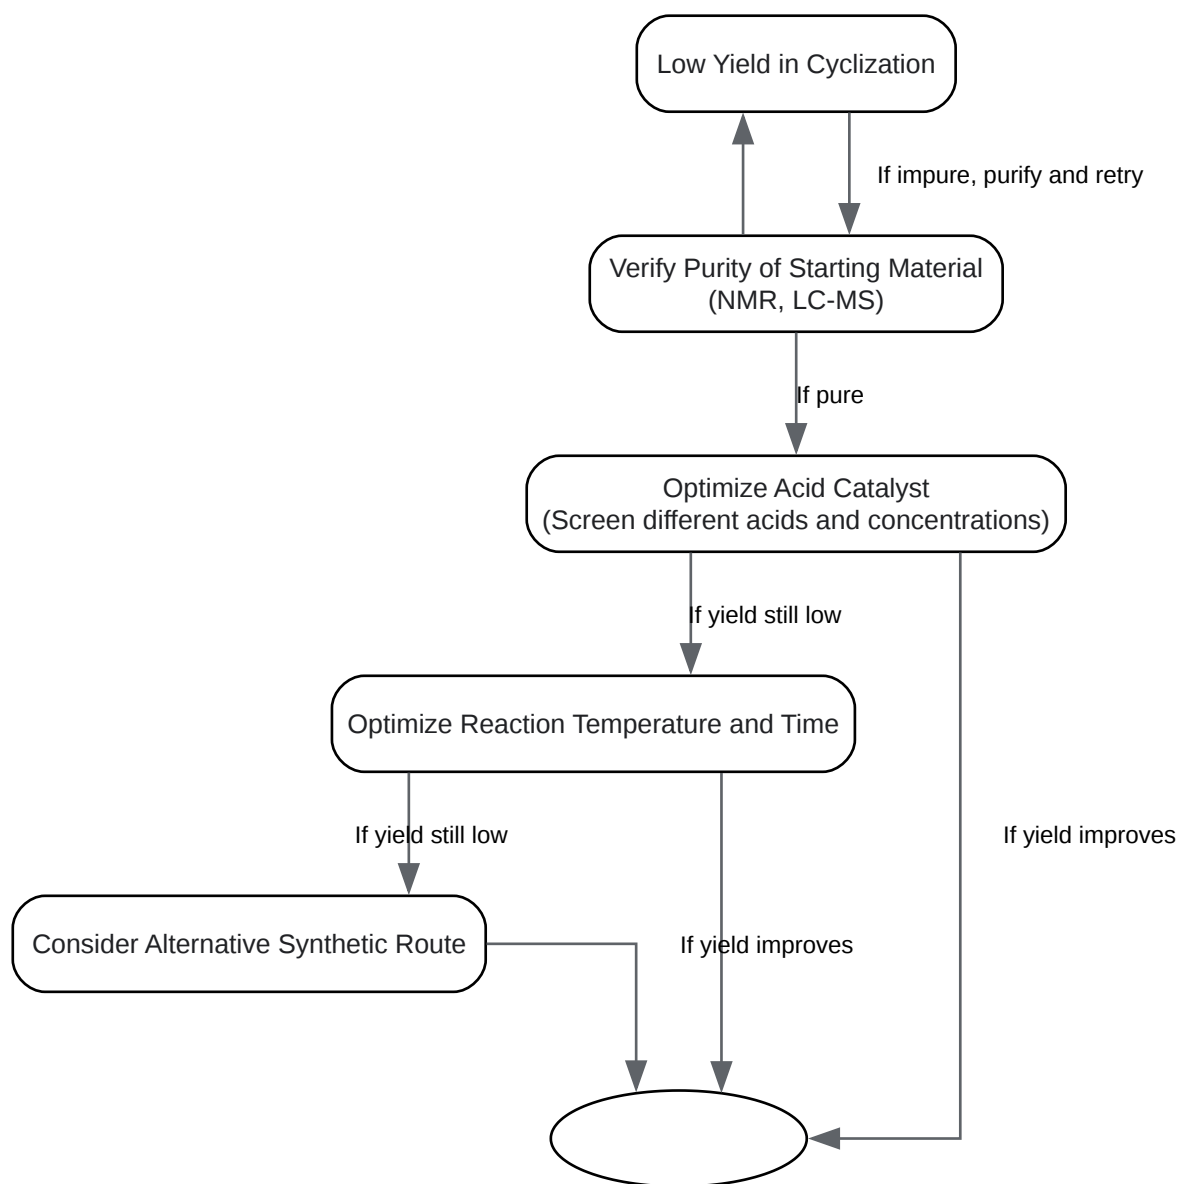 Low Yield in Cyclization
If impure, purify and retry
Verify Purity of Starting Material
(NMR, LC-MS)
If pure
Optimize Acid Catalyst
(Screen different acids and concentrations)
If yield still low
Optimize Reaction Temperature and Time
If yield still low
If yield improves
Consider Alternative Synthetic Route
If yield improves